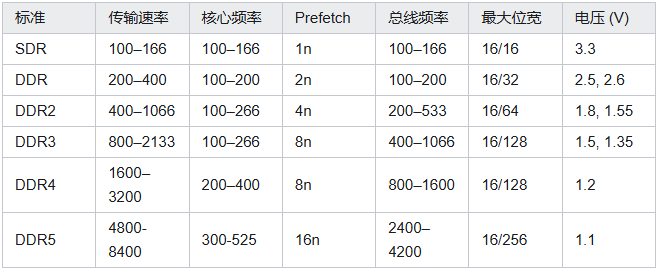 标准 传输速率 核心频率 Prefetch 总线频率 最大位宽 电压 (V)
SDR 100–166 100–166 1n 100–166 16/16 3.3
DDR 200–400 100–200 2n 100–200 16/32 2.5, 2.6
DDR2 400–1066 100–266 4n 200–533 16/64 1.8, 1.55
DDR3 800–2133 100–266 8n 400–1066 16/128 1.5, 1.35
DDR4 1600–
3200 200–400 8n 800–1600 16/128 1.2
DDR5 4800-
8400 300-525 16n 2400–
4200 16/256 1.1